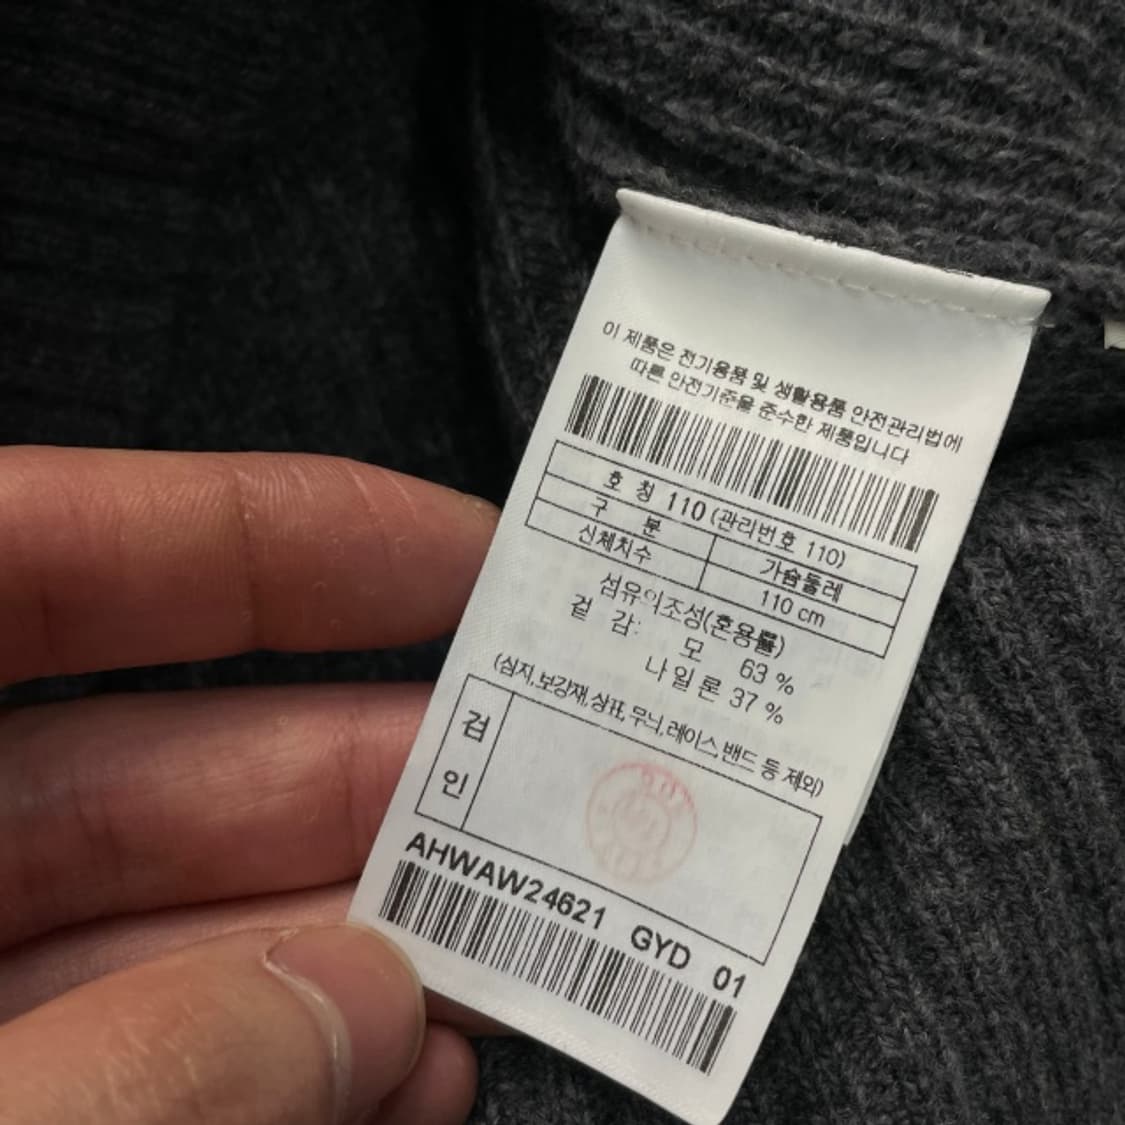 이 제품은 전기용품 및 생활용품 안전관리법에
따른 안전기준을 준수한 제품입니다
호 칭 110 (관리번호 110)
구 분 가슴둘레
신체치수 110 cm
섬유의조성(혼용률)
겉 감: 모 63 %
나일론 37 %
(심지,보강재,상표,무늬,레이스,밴드 등 제외)
검
인
AHWAW24621 GYD 01